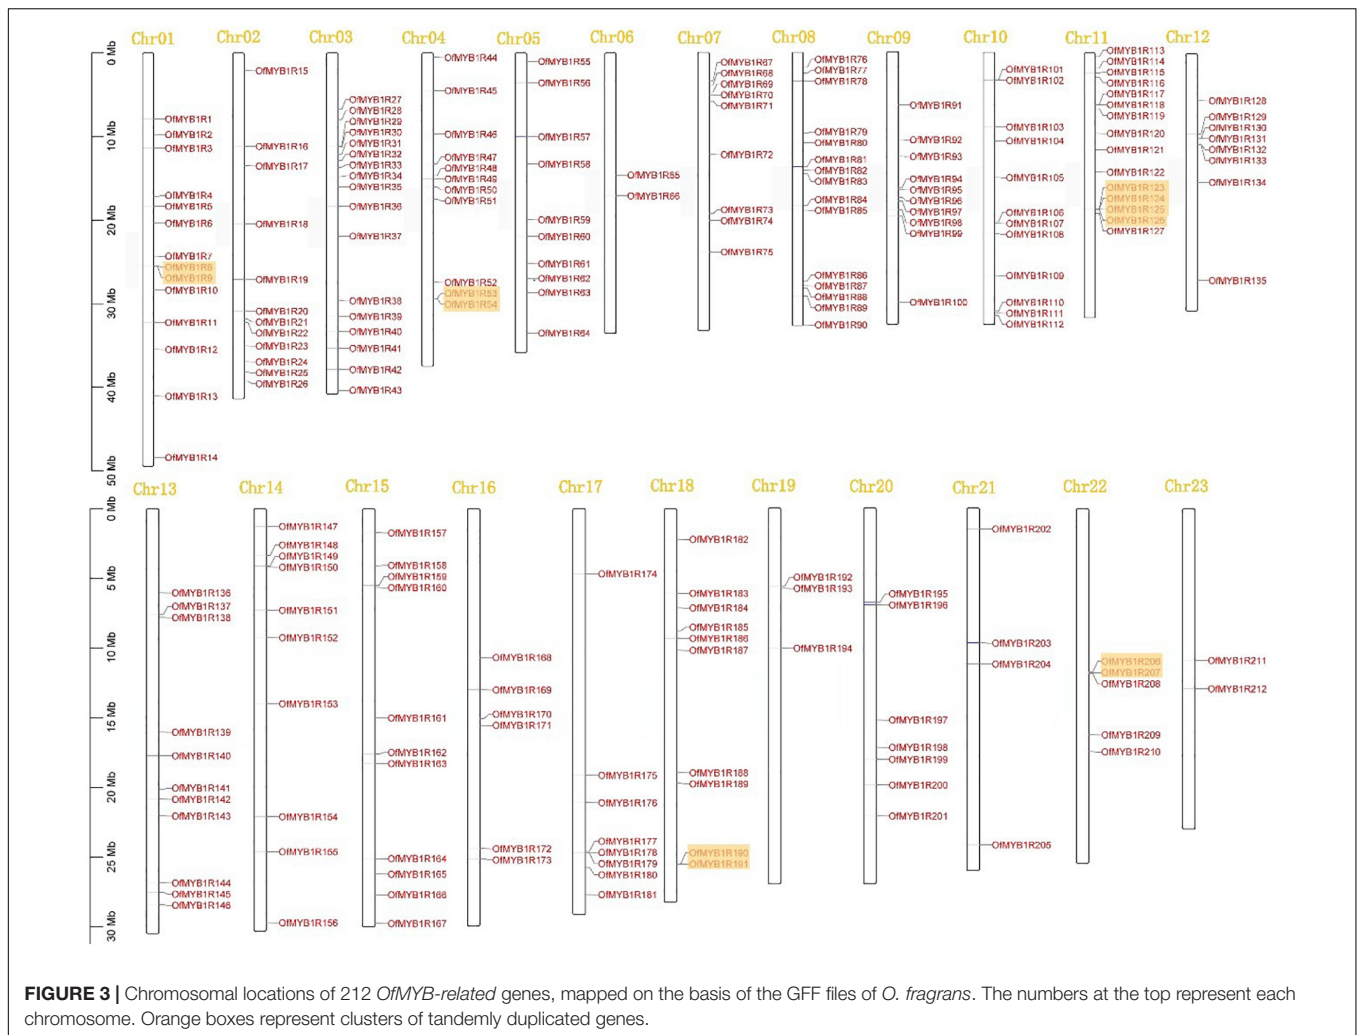 Chr01 Chr02 Chr03 Chr04 Chr05 Chr06 Chr07 Chr08 Chr09 Chr10 Chr11 Chr12
0 Mb
10 Mb
20 Mb
30 Mb
40 Mb
50 Mb
OfMYB1R1
OfMYB1R2
OfMYB1R3
OfMYB1R4
OfMYB1R5
OfMYB1R6
OfMYB1R7
OfMYB1R8
OfMYB1R9
OfMYB1R10
OfMYB1R11
OfMYB1R12
OfMYB1R13
OfMYB1R14
OfMYB1R15
OfMYB1R16
OfMYB1R17
OfMYB1R18
OfMYB1R19
OfMYB1R20
OfMYB1R21
OfMYB1R22
OfMYB1R23
OfMYB1R24
OfMYB1R25
OfMYB1R26
OfMYB1R27
OfMYB1R28
OfMYB1R29
OfMYB1R30
OfMYB1R31
OfMYB1R32
OfMYB1R33
OfMYB1R34
OfMYB1R35
OfMYB1R36
OfMYB1R37
OfMYB1R38
OfMYB1R39
OfMYB1R40
OfMYB1R41
OfMYB1R42
OfMYB1R43
OfMYB1R44
OfMYB1R45
OfMYB1R46
OfMYB1R47
OfMYB1R48
OfMYB1R49
OfMYB1R50
OfMYB1R51
OfMYB1R52
OfMYB1R53
OfMYB1R54
OfMYB1R55
OfMYB1R56
OfMYB1R57
OfMYB1R58
OfMYB1R59
OfMYB1R60
OfMYB1R61
OfMYB1R62
OfMYB1R63
OfMYB1R64
OfMYB1R65
OfMYB1R66
OfMYB1R67
OfMYB1R68
OfMYB1R69
OfMYB1R70
OfMYB1R71
OfMYB1R72
OfMYB1R73
OfMYB1R74
OfMYB1R75
OfMYB1R76
OfMYB1R77
OfMYB1R78
OfMYB1R79
OfMYB1R80
OfMYB1R81
OfMYB1R82
OfMYB1R83
OfMYB1R84
OfMYB1R85
OfMYB1R86
OfMYB1R87
OfMYB1R88
OfMYB1R89
OfMYB1R90
OfMYB1R91
OfMYB1R92
OfMYB1R93
OfMYB1R94
OfMYB1R95
OfMYB1R96
OfMYB1R97
OfMYB1R98
OfMYB1R99
OfMYB1R100
OfMYB1R101
OfMYB1R102
OfMYB1R103
OfMYB1R104
OfMYB1R105
OfMYB1R106
OfMYB1R107
OfMYB1R108
OfMYB1R109
OfMYB1R110
OfMYB1R111
OfMYB1R112
OfMYB1R113
OfMYB1R114
OfMYB1R115
OfMYB1R116
OfMYB1R117
OfMYB1R118
OfMYB1R119
OfMYB1R120
OfMYB1R121
OfMYB1R122
OfMYB1R123
OfMYB1R124
OfMYB1R125
OfMYB1R126
OfMYB1R127
OfMYB1R128
OfMYB1R129
OfMYB1R130
OfMYB1R131
OfMYB1R132
OfMYB1R133
OfMYB1R134
OfMYB1R135
Chr13 Chr14 Chr15 Chr16 Chr17 Chr18 Chr19 Chr20 Chr21 Chr22 Chr23
0 Mb
5 Mb
10 Mb
15 Mb
20 Mb
25 Mb
30 Mb
OfMYB1R136
OfMYB1R137
OfMYB1R138
OfMYB1R139
OfMYB1R140
OfMYB1R141
OfMYB1R142
OfMYB1R143
OfMYB1R144
OfMYB1R145
OfMYB1R146
OfMYB1R147
OfMYB1R148
OfMYB1R149
OfMYB1R150
OfMYB1R151
OfMYB1R152
OfMYB1R153
OfMYB1R154
OfMYB1R155
OfMYB1R156
OfMYB1R157
OfMYB1R158
OfMYB1R159
OfMYB1R160
OfMYB1R161
OfMYB1R162
OfMYB1R163
OfMYB1R164
OfMYB1R165
OfMYB1R166
OfMYB1R167
OfMYB1R168
OfMYB1R169
OfMYB1R170
OfMYB1R171
OfMYB1R172
OfMYB1R173
OfMYB1R174
OfMYB1R175
OfMYB1R176
OfMYB1R177
OfMYB1R178
OfMYB1R179
OfMYB1R180
OfMYB1R181
OfMYB1R182
OfMYB1R183
OfMYB1R184
OfMYB1R185
OfMYB1R186
OfMYB1R187
OfMYB1R188
OfMYB1R189
OfMYB1R190
OfMYB1R191
OfMYB1R192
OfMYB1R193
OfMYB1R194
OfMYB1R195
OfMYB1R196
OfMYB1R197
OfMYB1R198
OfMYB1R199
OfMYB1R200
OfMYB1R201
OfMYB1R202
OfMYB1R203
OfMYB1R204
OfMYB1R205
OfMYB1R206
OfMYB1R207
OfMYB1R208
OfMYB1R209
OfMYB1R210
OfMYB1R211
OfMYB1R212
FIGURE 3 | Chromosomal locations of 212 OfMYB-related genes, mapped on the basis of the GFF files of O. fragrans. The numbers at the top represent each
chromosome. Orange boxes represent clusters of tandemly duplicated genes.